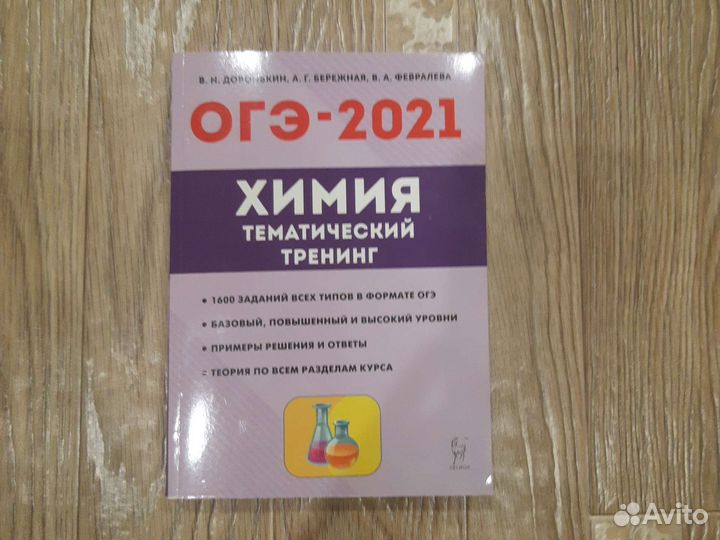 В. Н. ДОРОНЬКИН, А. Г. БЕРЕЖНАЯ, В. А. ФЕВРАЛЕВА
ОГЭ-2021
ХИМИЯ
ТЕМАТИЧЕСКИЙ
ТРЕНИНГ
• 1600 ЗАДАНИЙ ВСЕХ ТИПОВ В ФОРМАТЕ ОГЭ
• БАЗОВЫЙ, ПОВЫШЕННЫЙ И ВЫСОКИЙ УРОВНИ
• ПРИМЕРЫ РЕШЕНИЯ И ОТВЕТЫ
• ТЕОРИЯ ПО ВСЕМ РАЗДЕЛАМ КУРСА
ЛЕГИОН
Avito